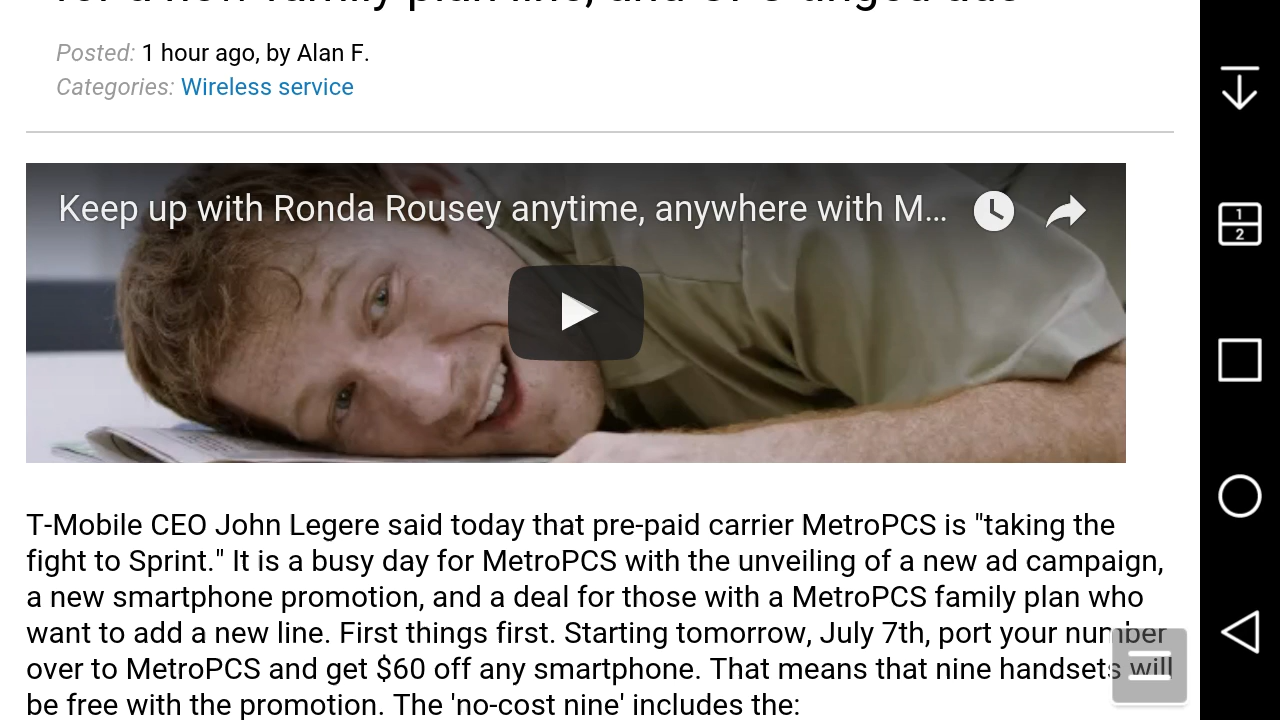 Posted: 1 hour ago, by Alan F.
Categories: Wireless service
Keep up with Ronda Rousey anytime, anywhere with M...
T-Mobile CEO John Legere said today that pre-paid carrier MetroPCS is "taking the
fight to Sprint." It is a busy day for MetroPCS with the unveiling of a new ad campaign,
a new smartphone promotion, and a deal for those with a MetroPCS family plan who
want to add a new line. First things first. Starting tomorrow, July 7th, port your number
over to MetroPCS and get $60 off any smartphone. That means that nine handsets will
be free with the promotion. The 'no-cost nine' includes the:
1
2